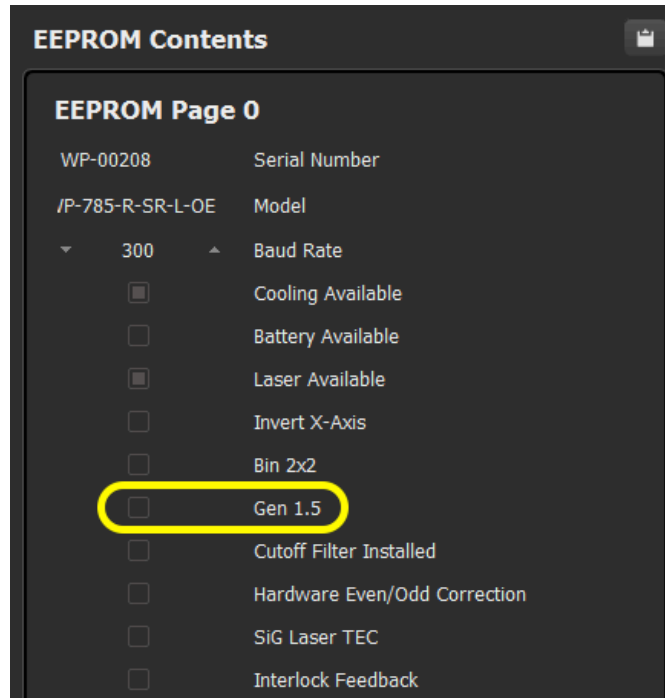 EEPROM Contents
EEPROM Page 0
WP-00208 Serial Number
/P-785-R-SR-L-OE Model
300 Baud Rate
Cooling Available
Battery Available
Laser Available
Invert X-Axis
Bin 2x2
Gen 1.5
Cutoff Filter Installed
Hardware Even/Odd Correction
SiG Laser TEC
Interlock Feedback